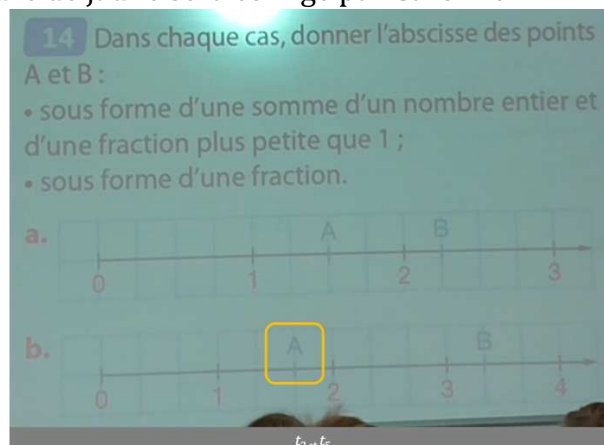 14 Dans chaque cas, donner l'abscisse des points
A et B :
• sous forme d'une somme d'un nombre entier et
d'une fraction plus petite que 1 ;
• sous forme d'une fraction.
a.
A B
0 1 2 3
b.
A B
0 1 2 3 4